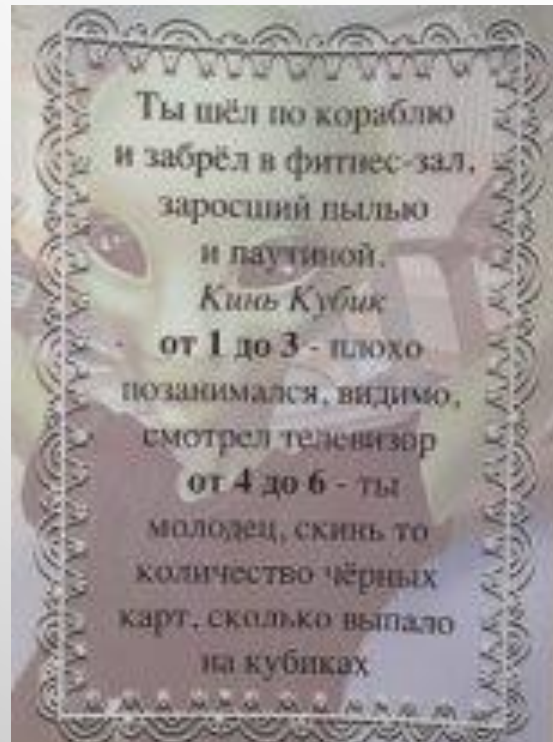 Ты шёл по кораблю
и забрёл в фитнес-зал,
заросший пылью
и паутиной.
Кинь Кубик
от 1 до 3 - плохо
позанимался, видимо,
смотрел телевизор
от 4 до 6 - ты
молодец, скинь то
количество чёрных
карт, сколько выпало
на кубиках